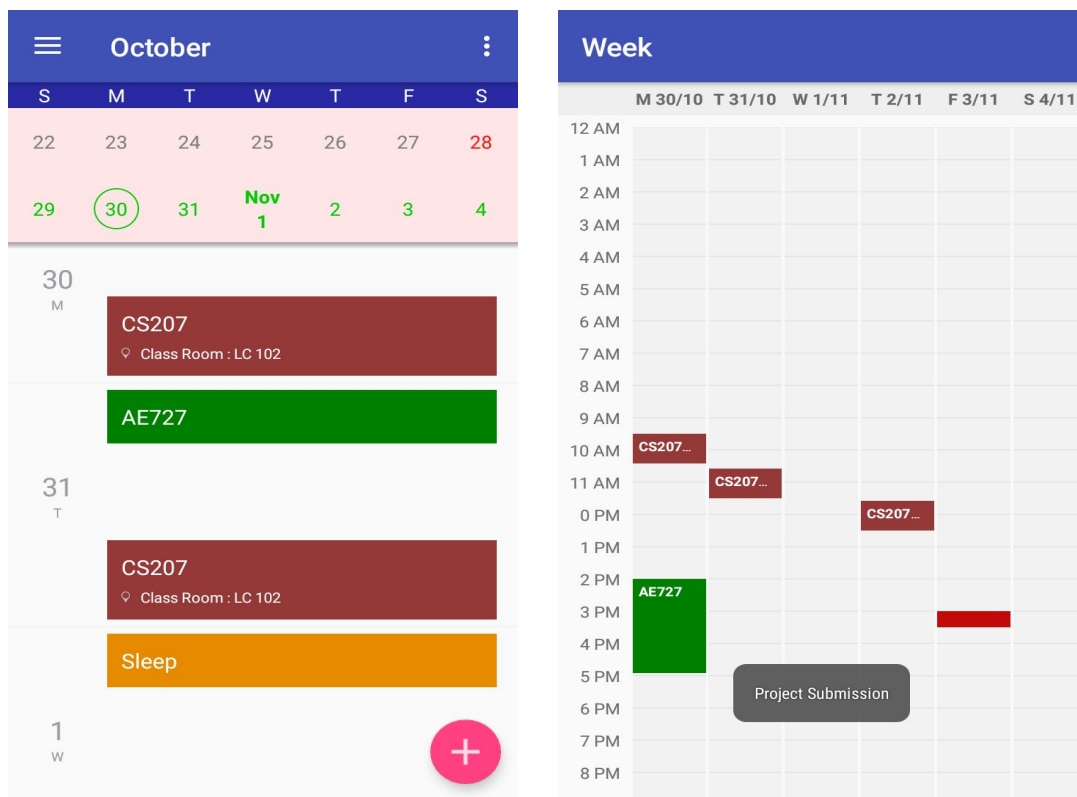 October
S M T W T F S
22 23 24 25 26 27 28
29 30 31 Nov 1 2 3 4
30
M
CS207
Class Room : LC 102
AE727
31
T
CS207
Class Room : LC 102
Sleep
1
W
Week
M 30/10 T 31/10 W 1/11 T 2/11 F 3/11 S 4/11
12 AM
1 AM
2 AM
3 AM
4 AM
5 AM
6 AM
7 AM
8 AM
9 AM
10 AM CS207...
11 AM CS207...
0 PM CS207...
1 PM
2 PM
AE727
3 PM
4 PM
5 PM
Project Submission
6 PM
7 PM
8 PM